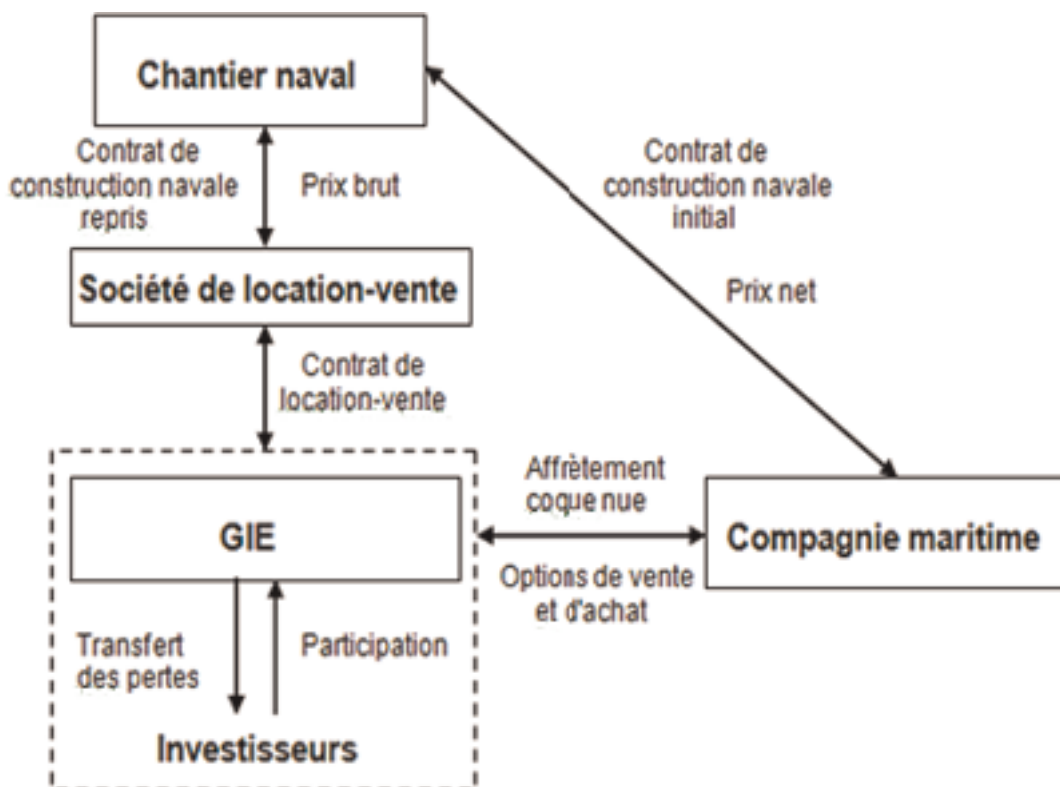 Chantier naval
Contrat de
construction navale
repris
Prix brut
Contrat de
construction navale
initial
Prix net
Société de location-vente
Contrat de
location-vente
GIE
Affrètement
coque nue
Compagnie maritime
Options de vente
et d'achat
Transfert
des pertes
Participation
Investisseurs